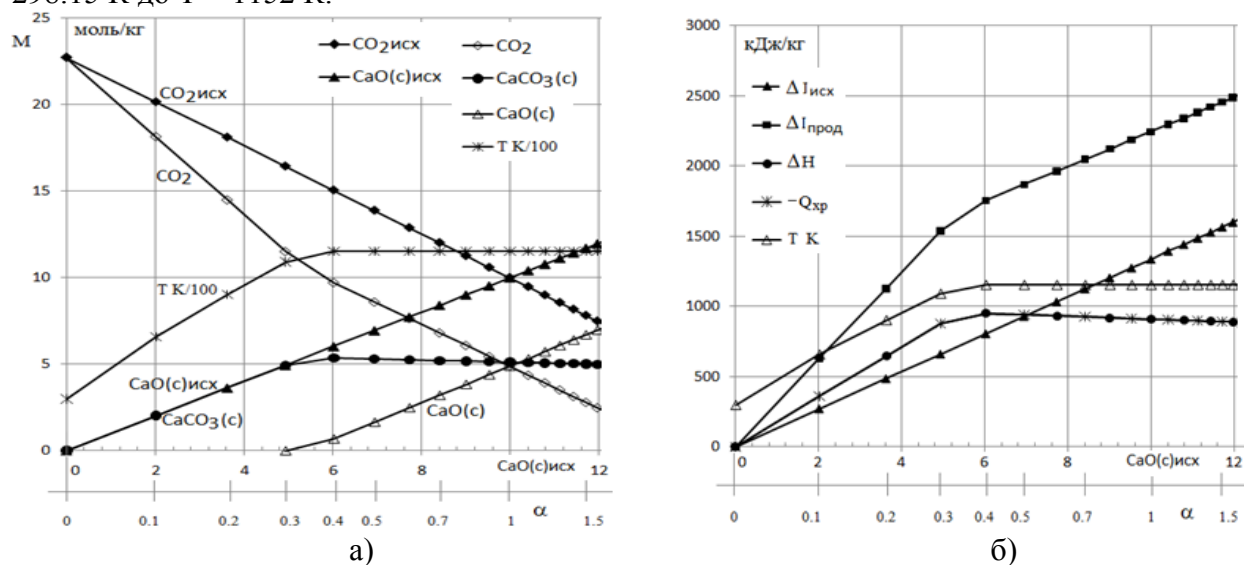 298.15 К до Т = 1152 К.
25
М
моль/кг
CO2исх
CO2
CaO(c)исх
CaCO3(c)
CaO(c)
T K/100
20
CO2исх
CO2
15
10
T K/100
5
CaO(c)исх
CaCO3(c)
CaO(c)
0
0
2
4
6
8
10
CaO(c)исх
12
0
0.1
0.2
0.3
0.4
0.5
0.7
1
α
1.5
а)
3000
кДж/кг
ΔIисх
ΔIпрод
ΔH
−Qхр
T K
2500
2000
1500
1000
500
0
0
2
4
6
8
10
CaO(c)исх
12
0
0.1
0.2
0.3
0.4
0.5
0.7
1
α
1.5
б)